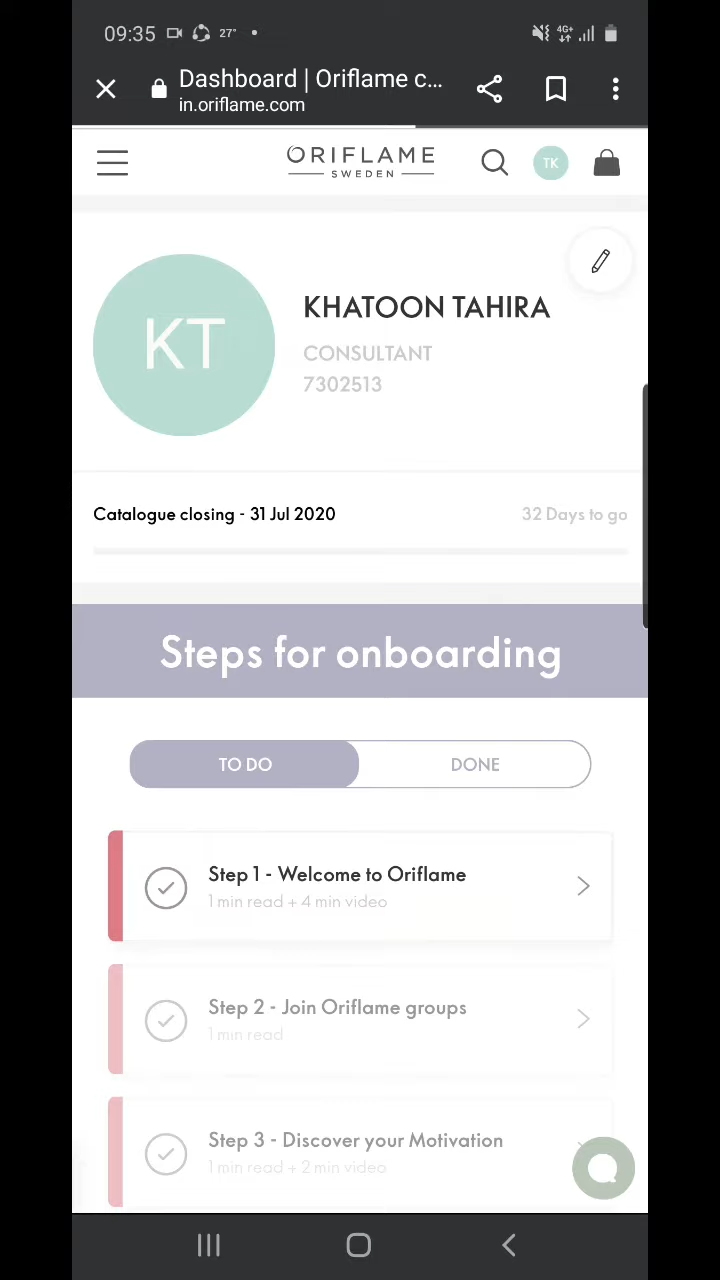 09:35 27°
4G+
Dashboard | Oriflame c...
in.oriflame.com
ORIFLAME
SWEDEN
TK
KT
KHATOON TAHIRA
CONSULTANT
7302513
Catalogue closing - 31 Jul 2020 32 Days to go
Steps for onboarding
TO DO DONE
Step 1 - Welcome to Oriflame
1 min read + 4 min video
Step 2 - Join Oriflame groups
1 min read
Step 3 - Discover your Motivation
1 min read + 2 min video